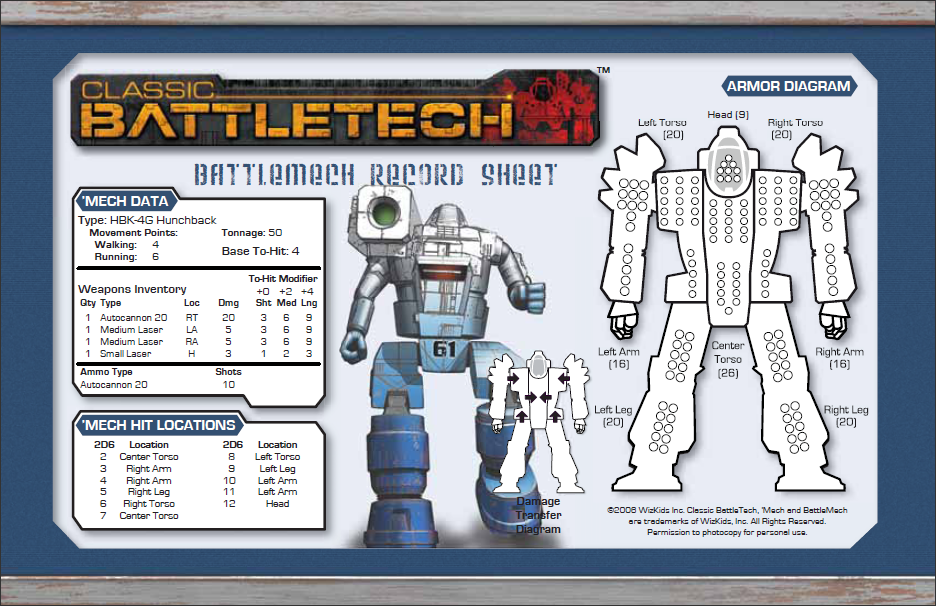 CLASSIC
BATTLETECH™
BATTLEMECH RECORD SHEET
'MECH DATA
Type: HBK-4G Hunchback
Movement Points: Tonnage: 50
Walking: 4
Running: 6
Base To-Hit: 4
To-Hit Modifier
Weapons Inventory +0 +2 +4
Qty Type Loc Dmg Sht Med Lng
1 Autocannon 20 RT 20 3 6 9
1 Medium Laser LA 5 3 6 9
1 Medium Laser RA 5 3 6 9
1 Small Laser H 3 1 2 3
Ammo Type Shots
Autocannon 20 10
'MECH HIT LOCATIONS
2D6 Location 2D6 Location
2 Center Torso 8 Left Torso
3 Right Arm 9 Left Leg
4 Right Arm 10 Left Arm
5 Right Leg 11 Left Arm
6 Right Torso 12 Head
7 Center Torso
61
Damage
Transfer
Diagram
ARMOR DIAGRAM
Head (9)
Left Torso
(20)
Right Torso
(20)
Left Arm
(16)
Center
Torso
(26)
Right Arm
(16)
Left Leg
(20)
Right Leg
(20)
©2006 WizKids Inc. Classic BattleTech, 'Mech and BattleMech
are trademarks of WizKids, Inc. All Rights Reserved.
Permission to photocopy for personal use.